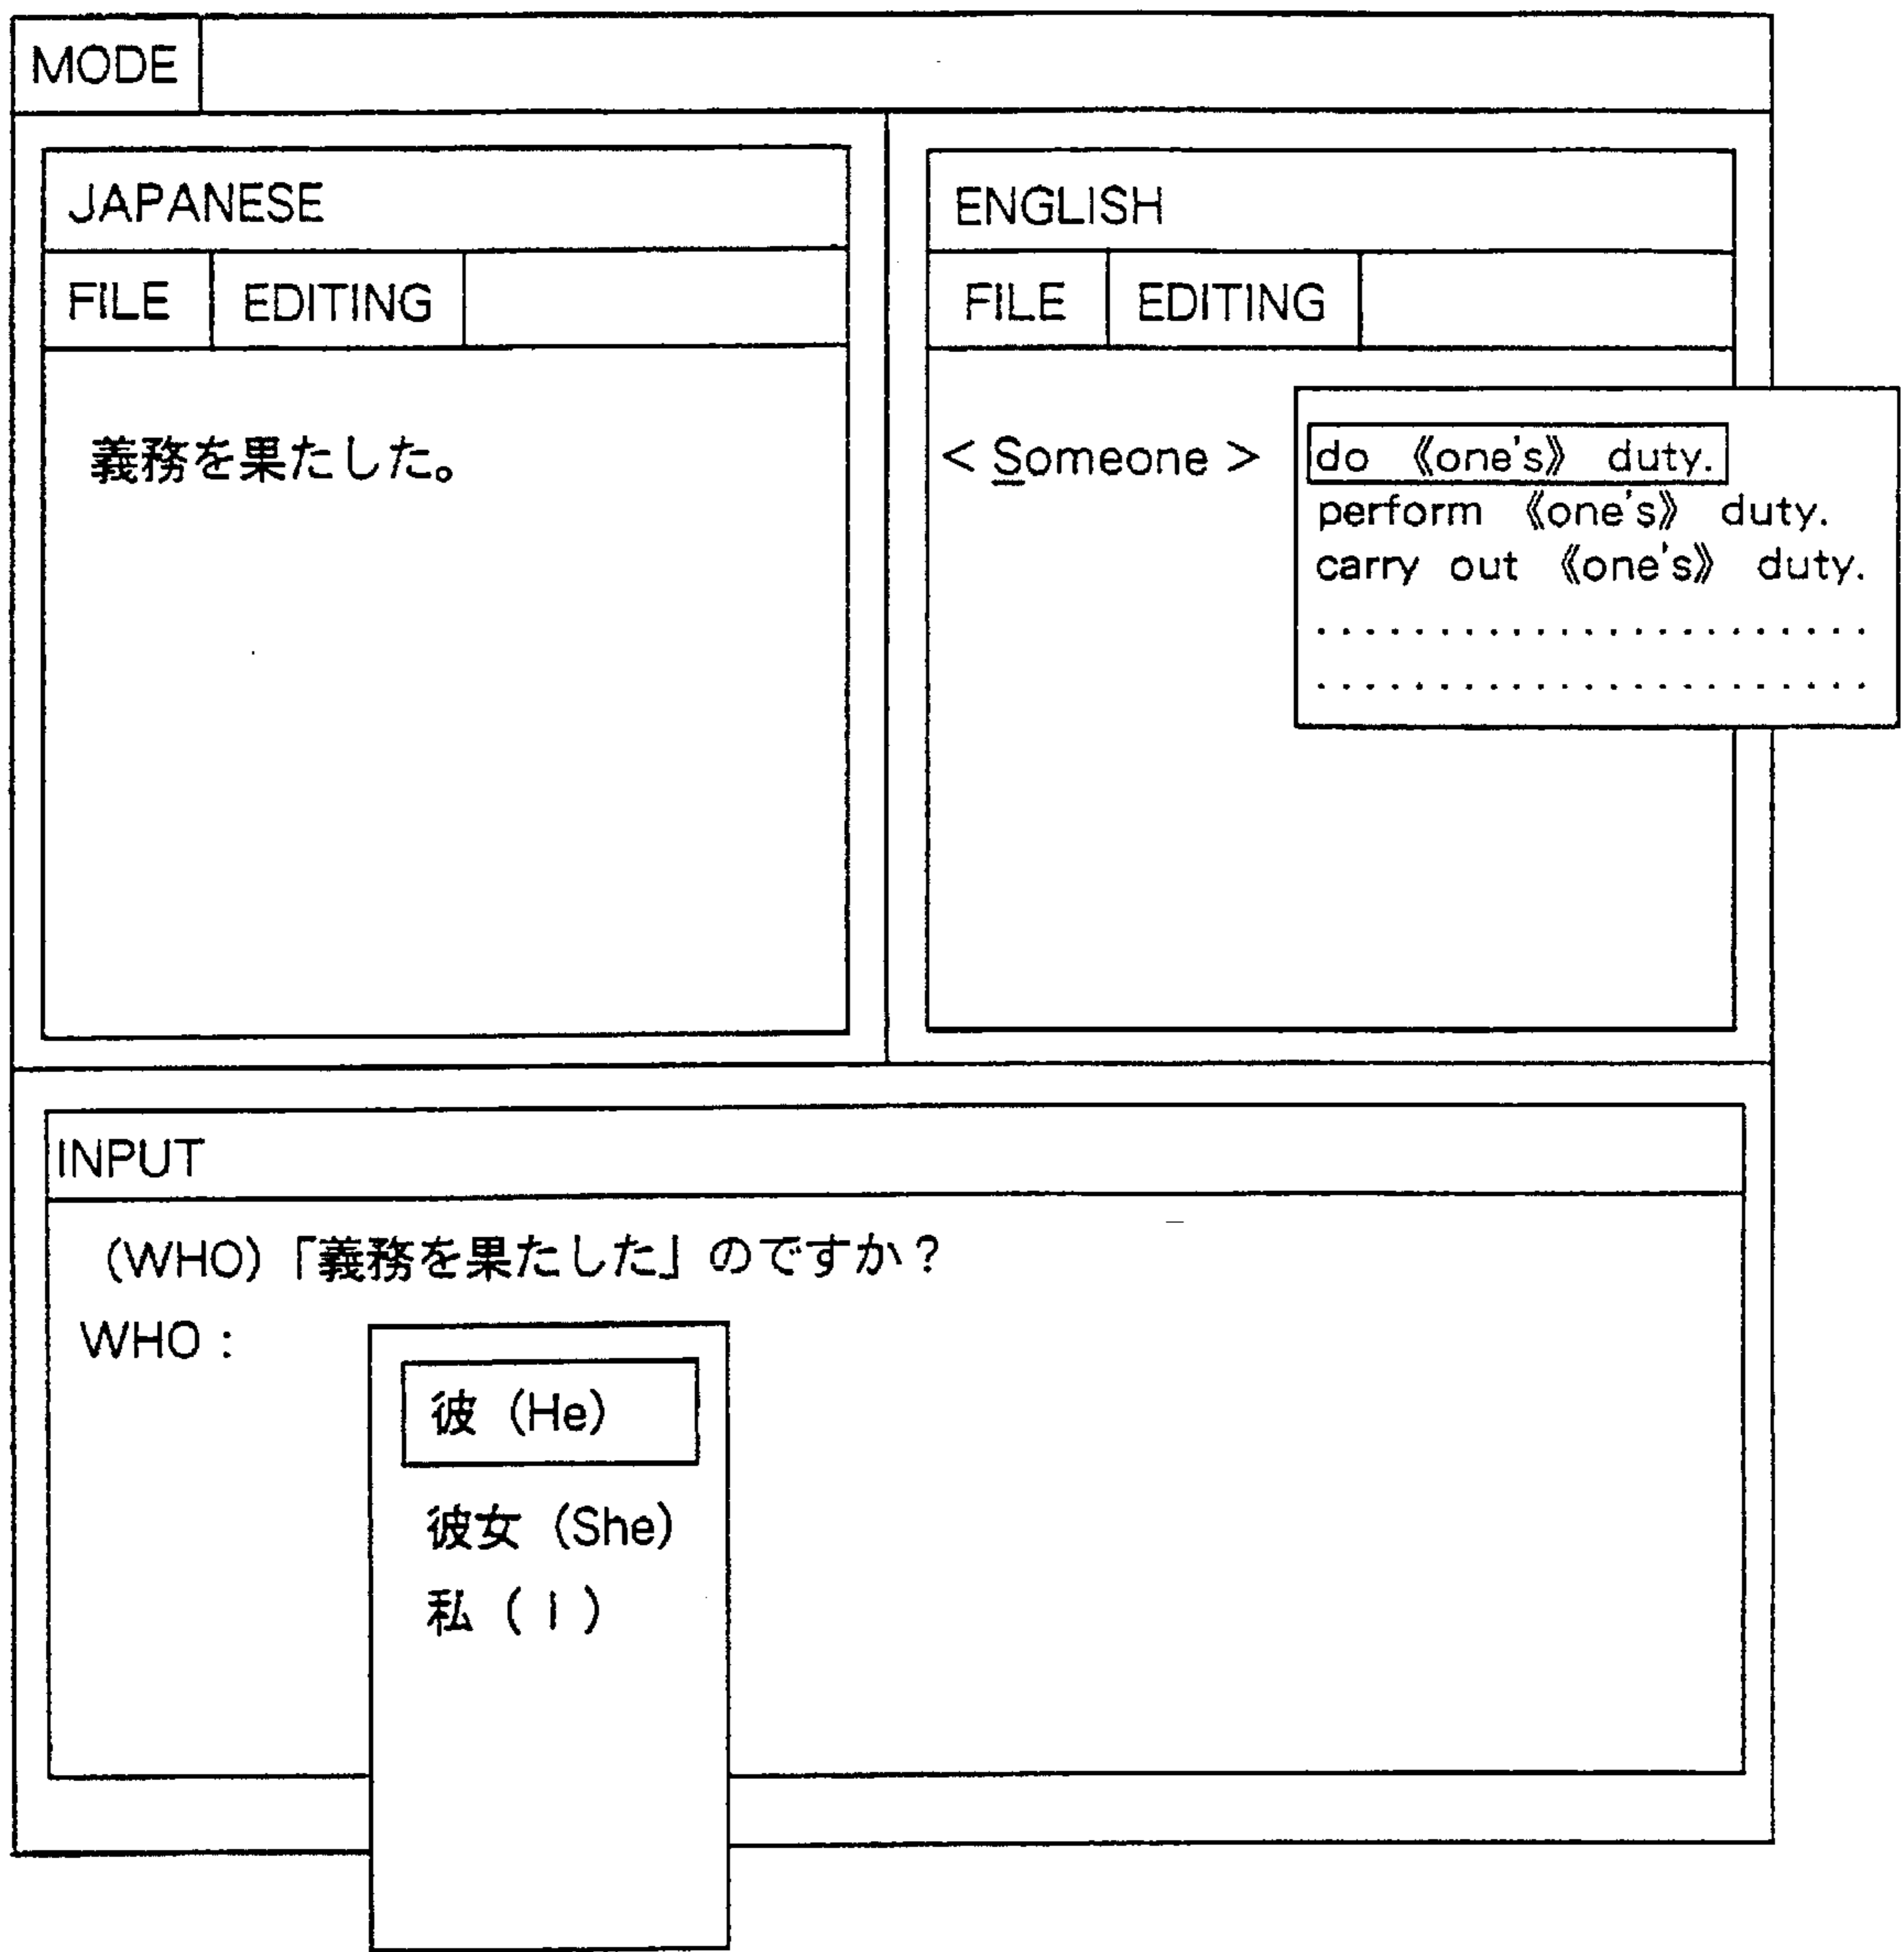 MODE
JAPANESE
FILE EDITING
義務を果たした。
ENGLISH
FILE EDITING
< Someone >
do 《one's》 duty.
perform 《one's》 duty.
carry out 《one's》 duty.
. . . . . . . . . . . . . . . . . . . . . . .
. . . . . . . . . . . . . . . . . . . . . . .
INPUT
(WHO)「義務を果たした」のですか？
WHO :
彼 (He)
彼女 (She)
私 ( I )